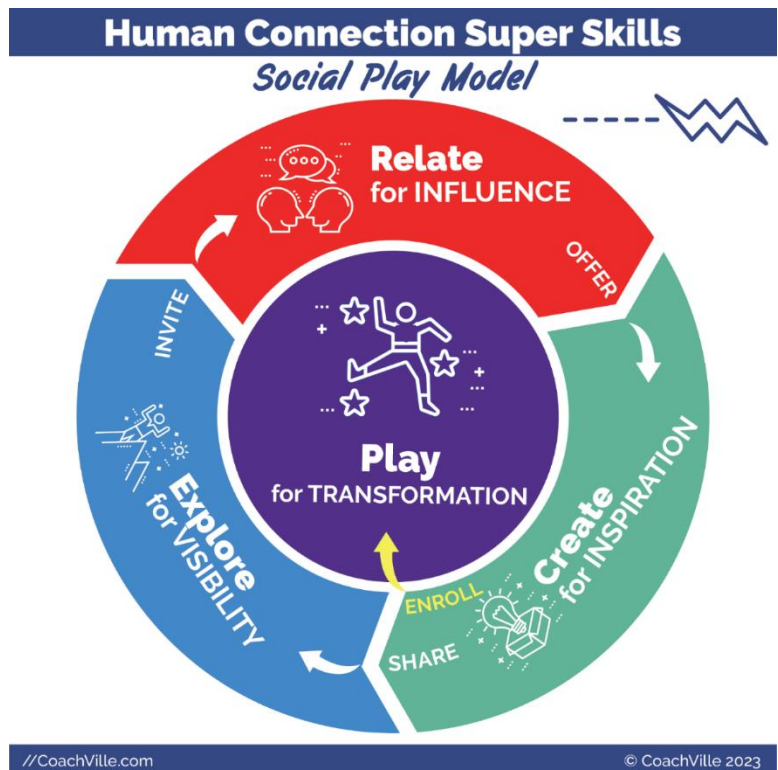 Human Connection Super Skills
Social Play Model
Relate
for INFLUENCE
OFFER
Create
for INSPIRATION
SHARE
ENROLL
Explore
for VISIBILITY
INVITE
Play
for TRANSFORMATION
//CoachVille.com
© CoachVille 2023